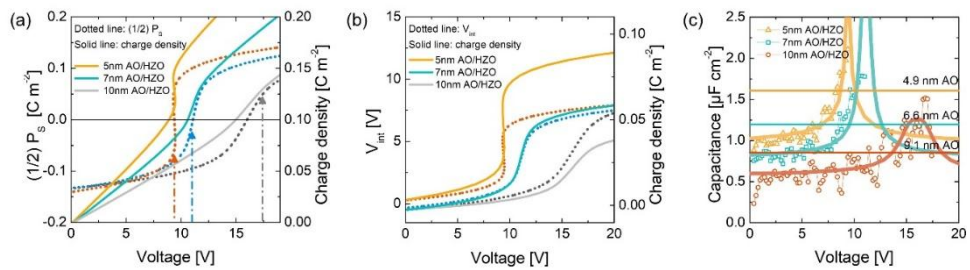 (a)
Dotted line: (1/2) P_S
Solid line: charge density
5nm AO/HZO
7nm AO/HZO
10nm AO/HZO
(1/2) P_S [C m⁻²]
0.2
0.1
0.0
-0.1
-0.2
Charge density [C m⁻²]
0.20
0.15
0.10
0.05
0.00
0 5 10 15
Voltage [V]
(b)
Dotted line: V_int
Solid line: charge density
5nm AO/HZO
7nm AO/HZO
10nm AO/HZO
V_int [V]
15
10
5
0
Charge density [C m⁻²]
0.10
0.05
0.00
0 5 10 15 20
Voltage [V]
(c)
5nm AO/HZO
7nm AO/HZO
10nm AO/HZO
4.9 nm AO
6.6 nm AO
9.1 nm AO
Capacitance [μF cm⁻²]
2.5
2.0
1.5
1.0
0.5
0.0
0 5 10 15 20
Voltage [V]